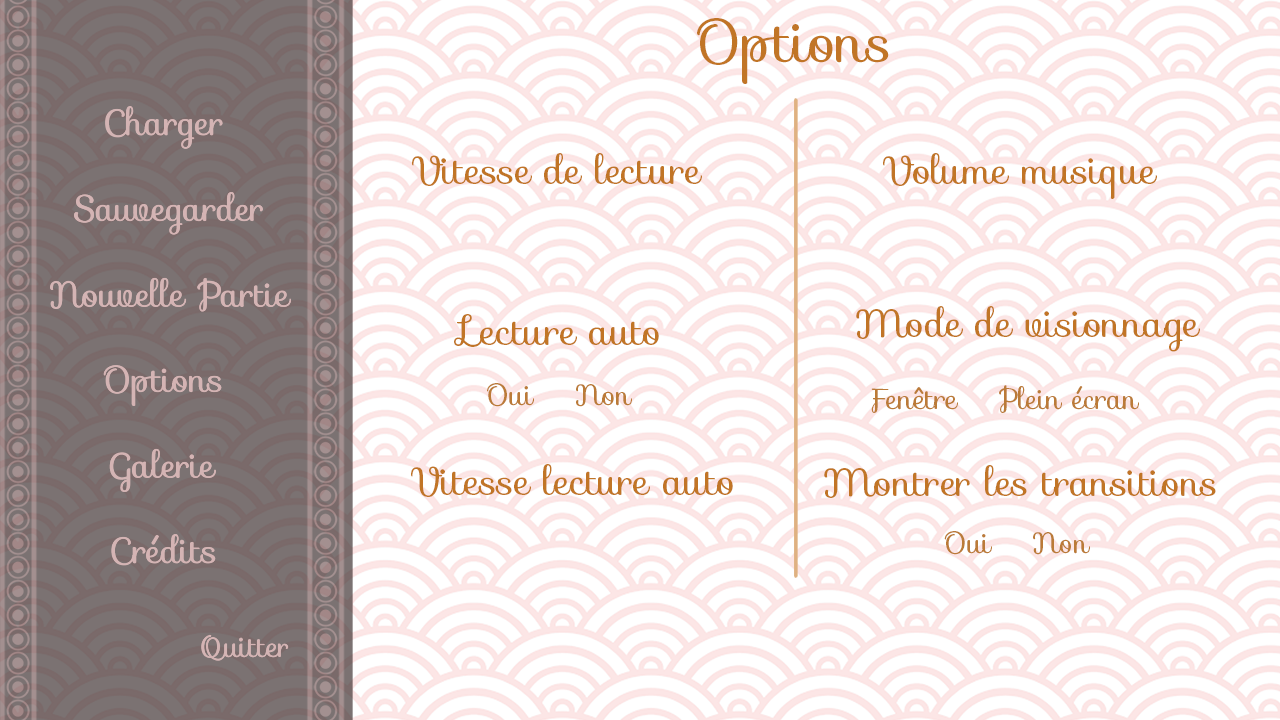 Options
Charger
Sauvegarder
Nouvelle Partie
Options
Galerie
Crédits
Quitter
Vitesse de lecture
Lecture auto
Oui Non
Vitesse lecture auto
Volume musique
Mode de visionnage
Fenêtre Plein écran
Montrer les transitions
Oui Non